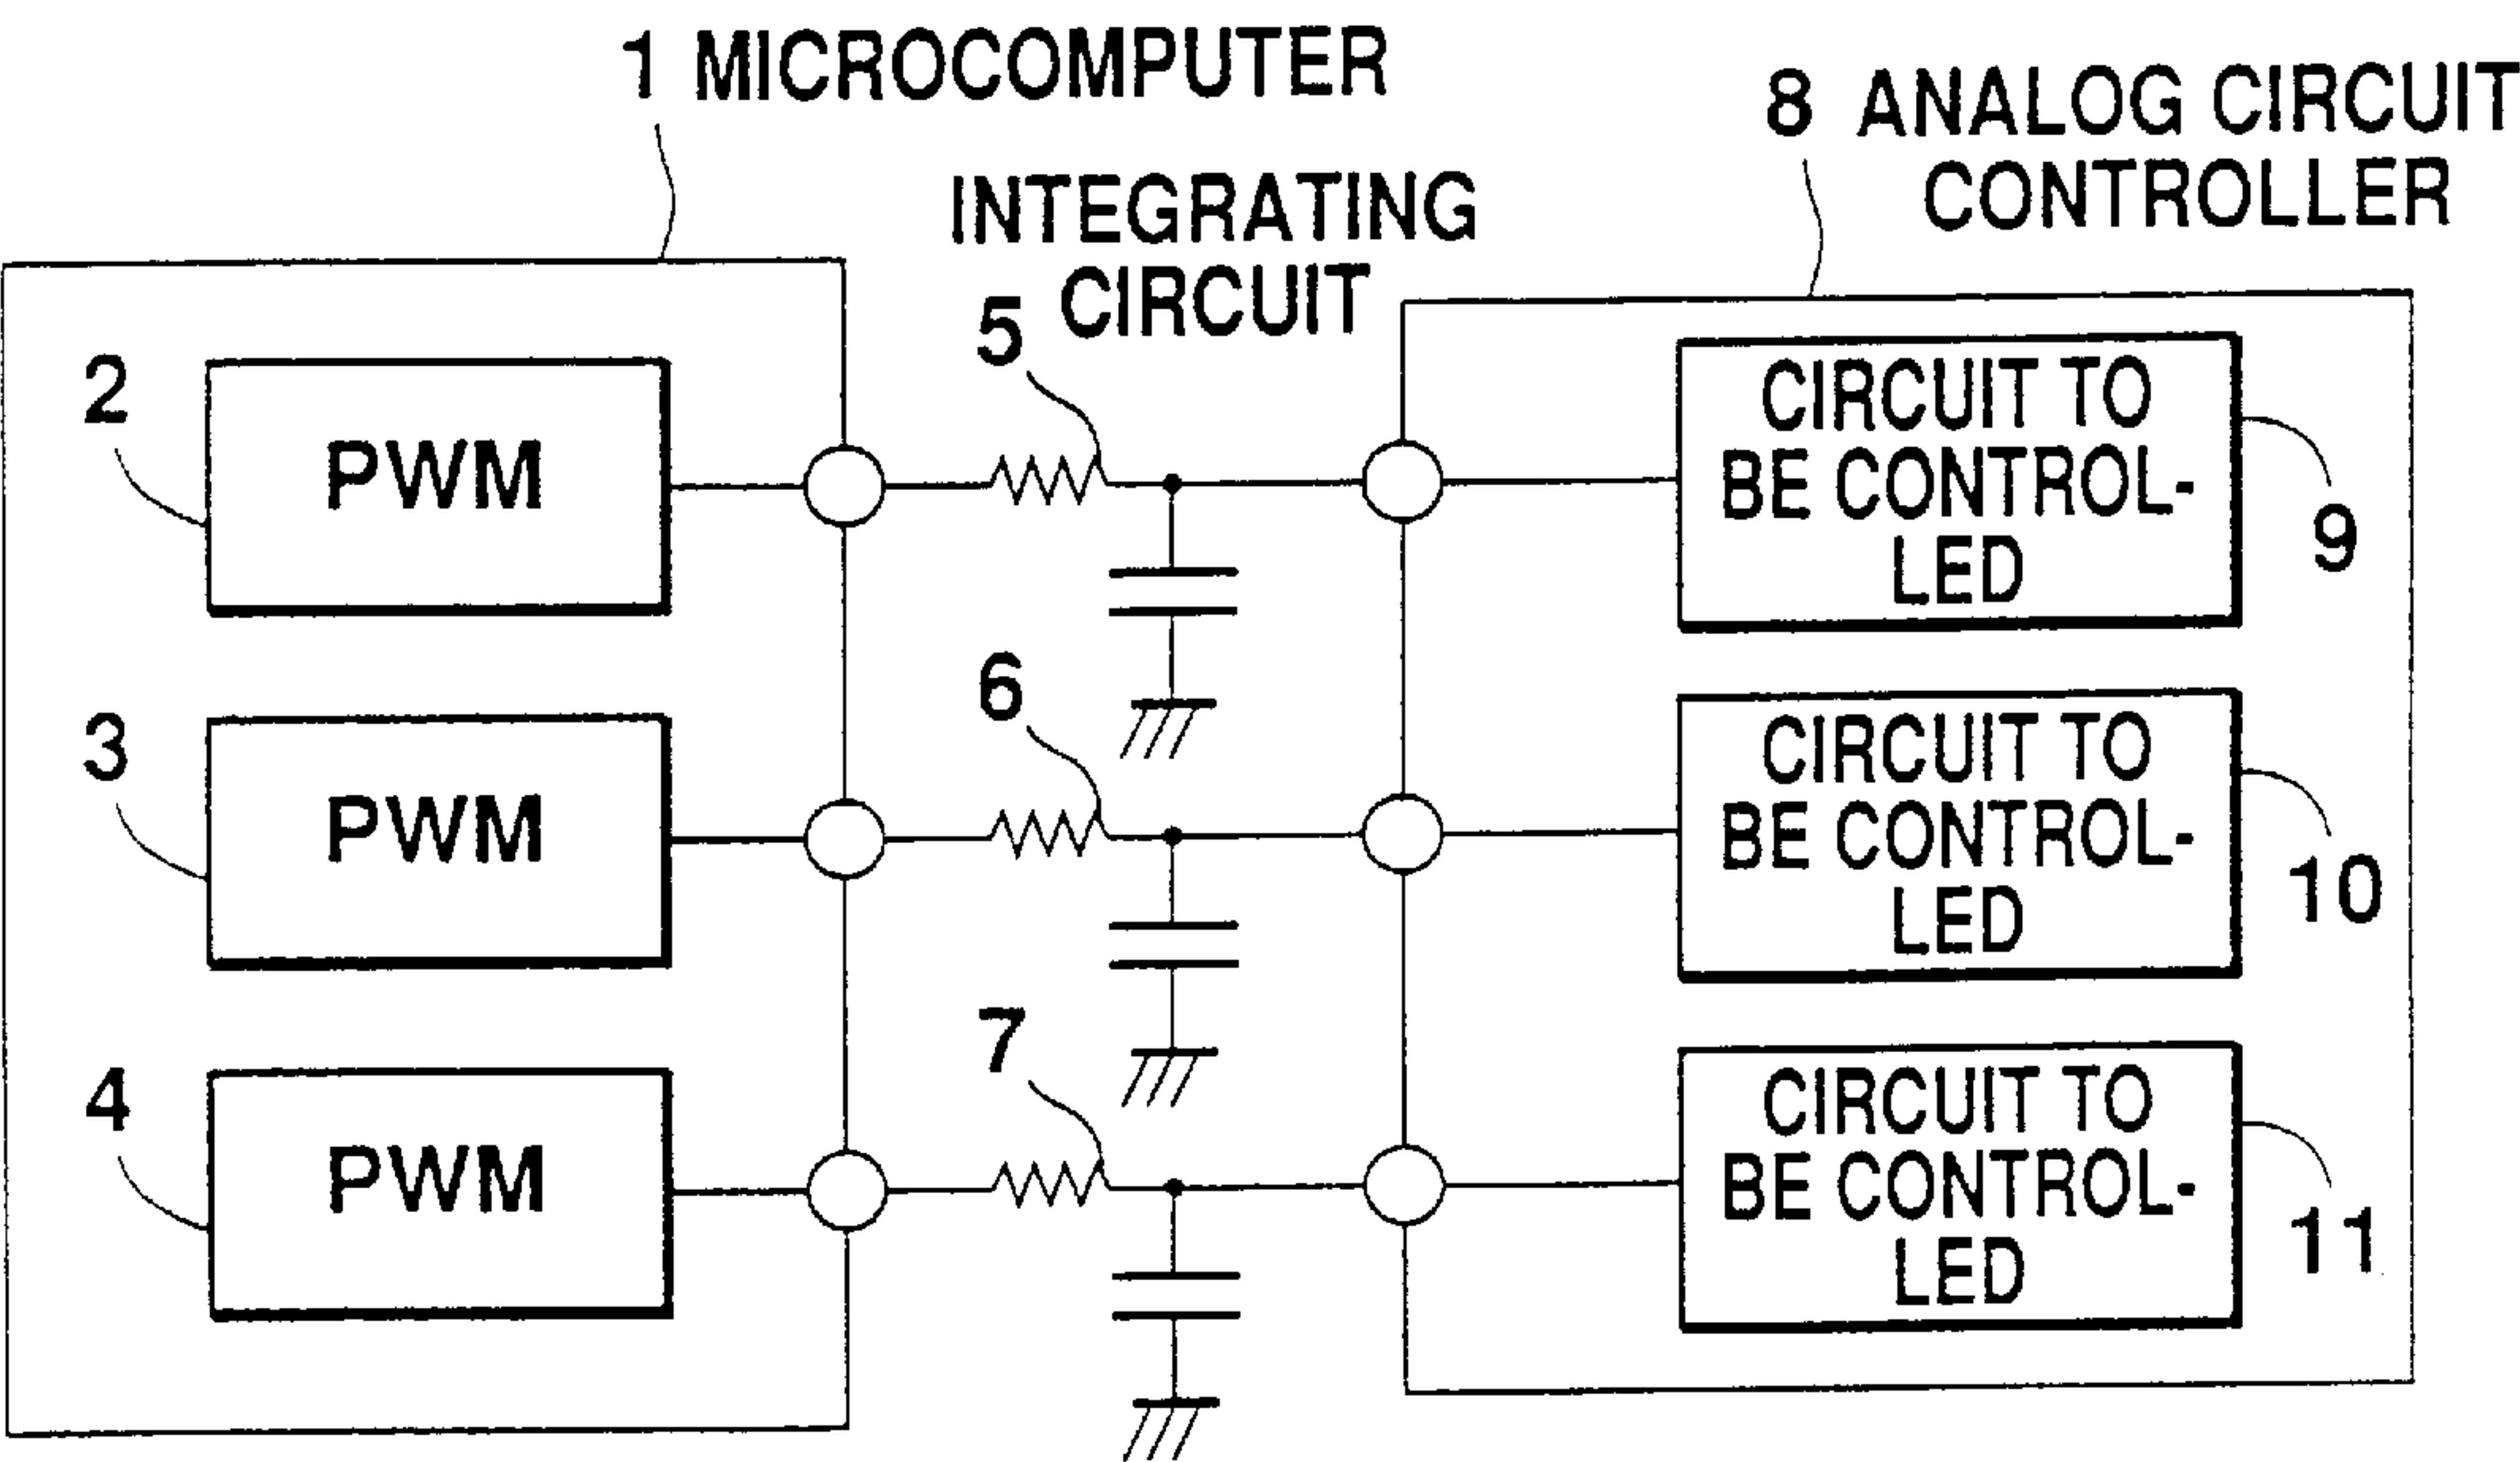 1 MICROCOMPUTER
8 ANALOG CIRCUIT
CONTROLLER
INTEGRATING
5 CIRCUIT
2
PWM
CIRCUIT TO
BE CONTROL-
LED
9
6
3
PWM
CIRCUIT TO
BE CONTROL-
LED
10
7
4
PWM
CIRCUIT TO
BE CONTROL-
LED
11